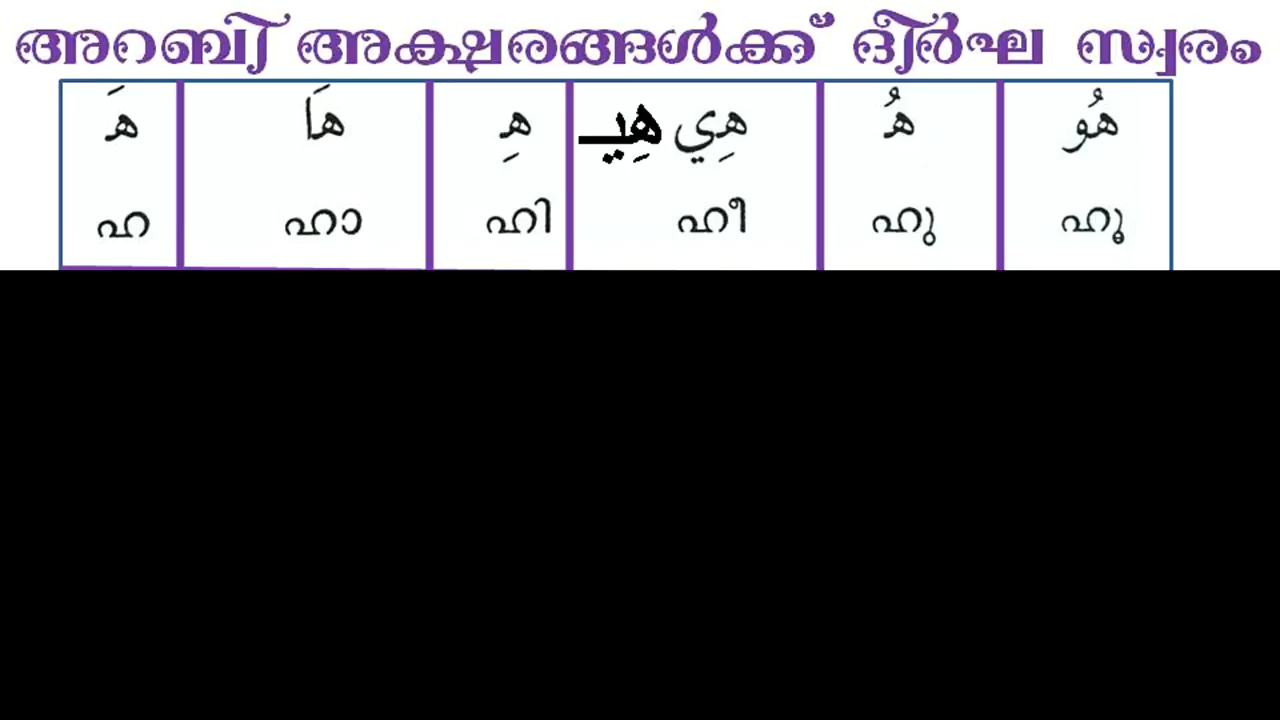 അറബി അക്ഷരങ്ങൾക്ക് ദീർഘ സ്വരം
هَ هَا هِ هِيـ هِي هُ هُو
ഹ ഹാ ഹി ഹീ ഹു ഹൂ